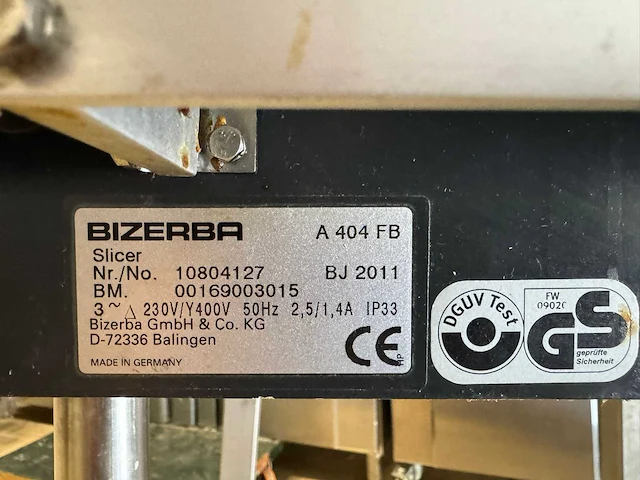 BIZERBA A 404 FB
Slicer
Nr./No. 10804127 BJ 2011
BM. 00169003015
3~ △ 230V/Y400V 50Hz 2,5/1,4A IP33
Bizerba GmbH & Co. KG
D-72336 Balingen
MADE IN GERMANY
CE
HP
DGUV Test
FW
GS
geprüfte
Sicherheit